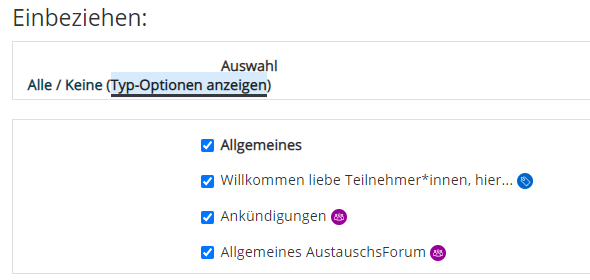 Einbeziehen:
Auswahl
Alle / Keine (Typ-Optionen anzeigen)
Allgemeines
Willkommen liebe Teilnehmer*innen, hier...
Ankündigungen
Allgemeines AustauschsForum